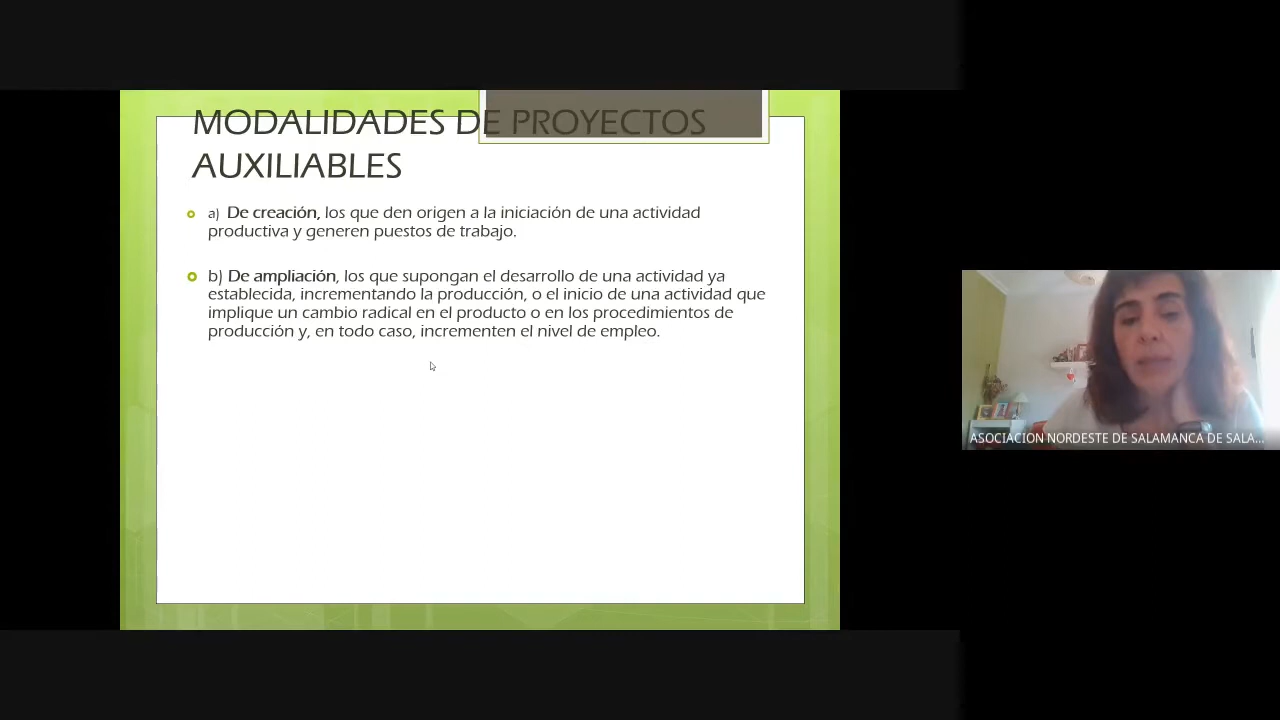 MODALIDADES DE PROYECTOS
AUXILIABLES
a) De creación, los que den origen a la iniciación de una actividad
productiva y generen puestos de trabajo.
b) De ampliación, los que supongan el desarrollo de una actividad ya
establecida, incrementando la producción, o el inicio de una actividad que
implique un cambio radical en el producto o en los procedimientos de
producción y, en todo caso, incrementen el nivel de empleo.
ASOCIACION NORDESTE DE SALAMANCA DE SALA...